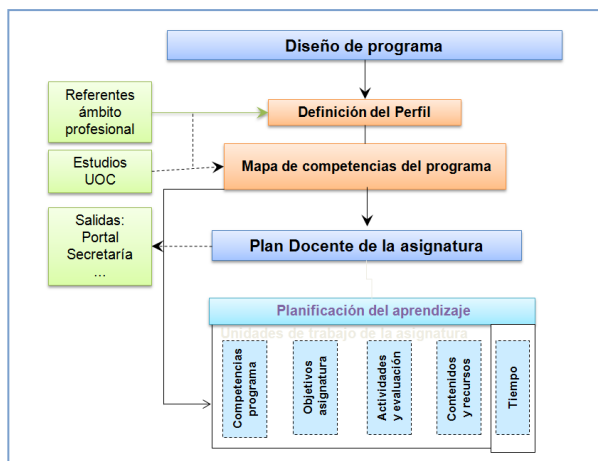 Diseño de programa
Referentes
ámbito
profesional
Definición del Perfil
Estudios
UOC
Mapa de competencias del programa
Salidas:
Portal
Secretaría
...
Plan Docente de la asignatura
Planificación del aprendizaje
Unidades de trabajo de la asignatura
Competencias
programa
Objetivos
asignatura
Actividades
y evaluación
Contenidos
y recursos
Tiempo